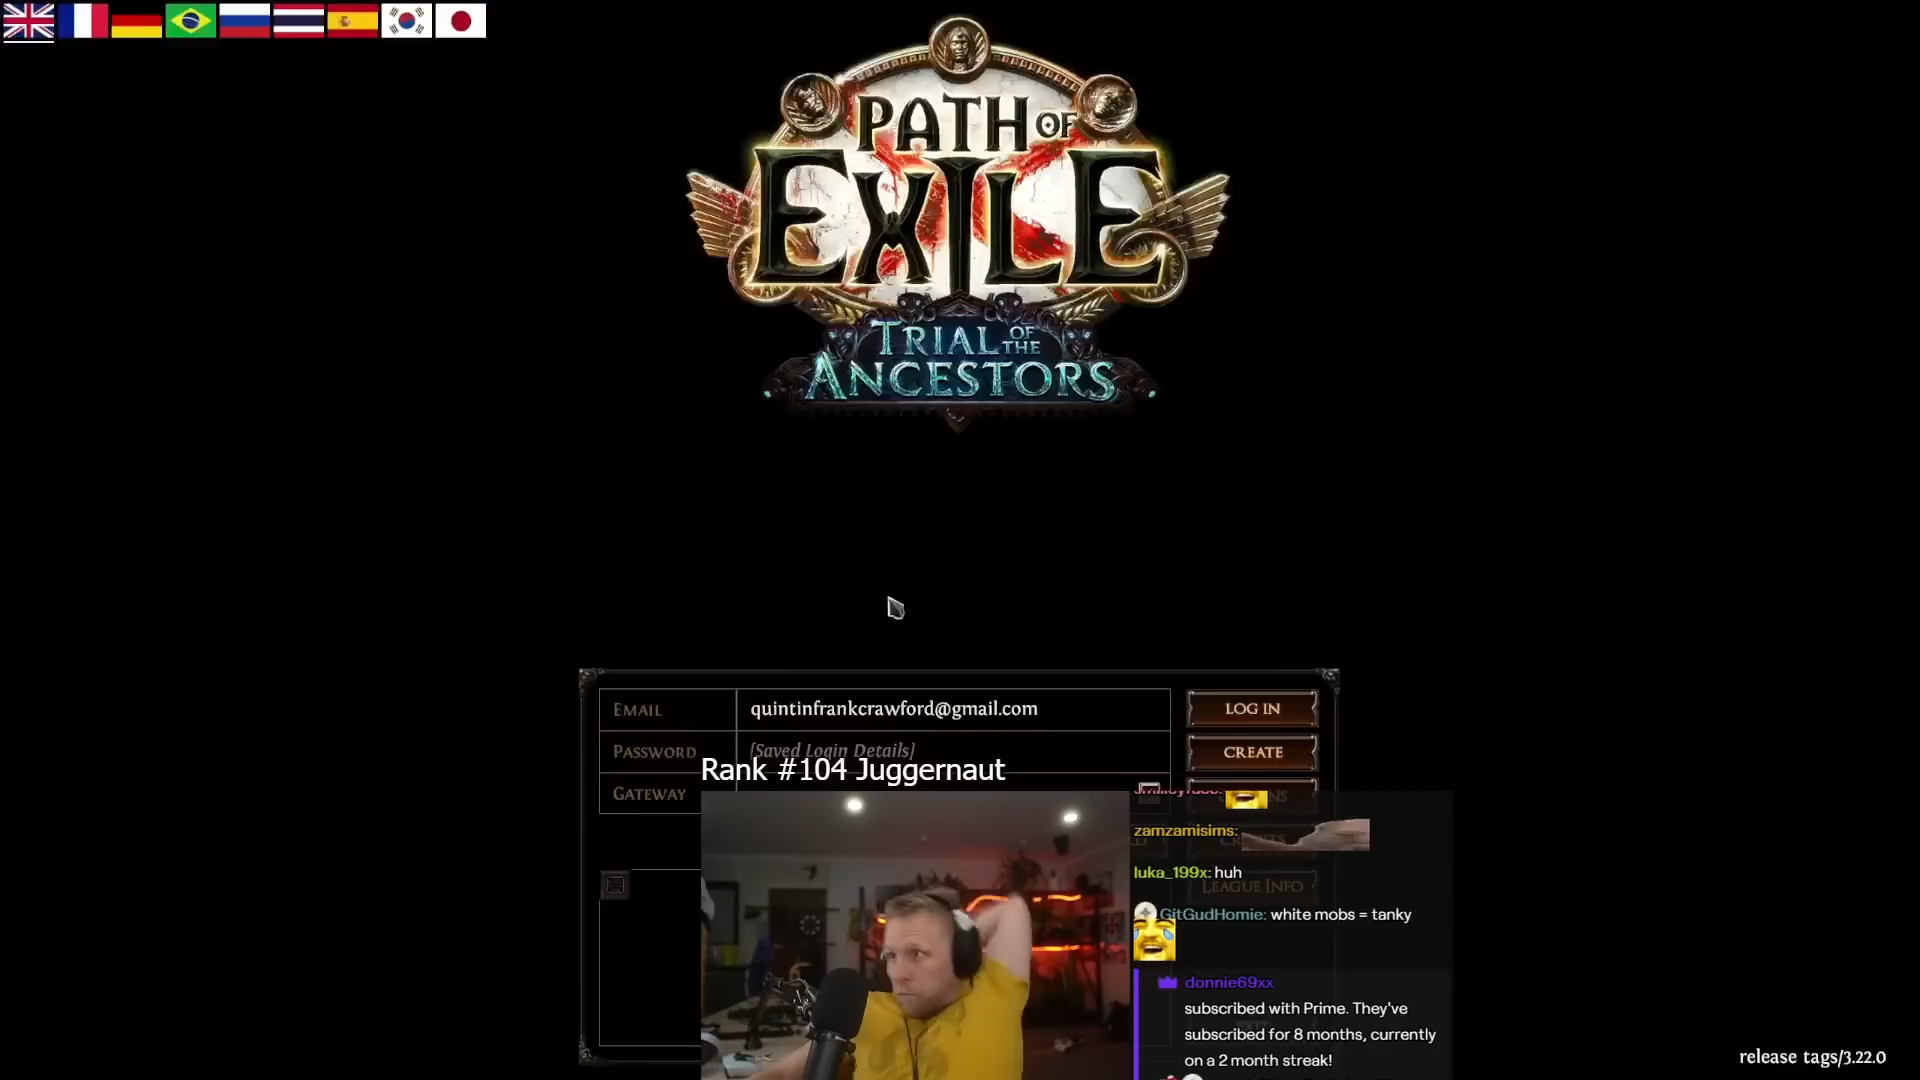 PATH OF
EXILE
TRIAL OF THE
ANCESTORS
EMAIL
quintinfrankcrawford@gmail.com
LOG IN
PASSWORD
[Saved Login Details]
CREATE
Rank #104 Juggernaut
GATEWAY
zamzamisims:
luka_199x: huh
LEAGUE INFO
GitGudHomie: white mobs = tanky
donnie69xx
subscribed with Prime. They've
subscribed for 8 months, currently
on a 2 month streak!
release tags/3.22.0